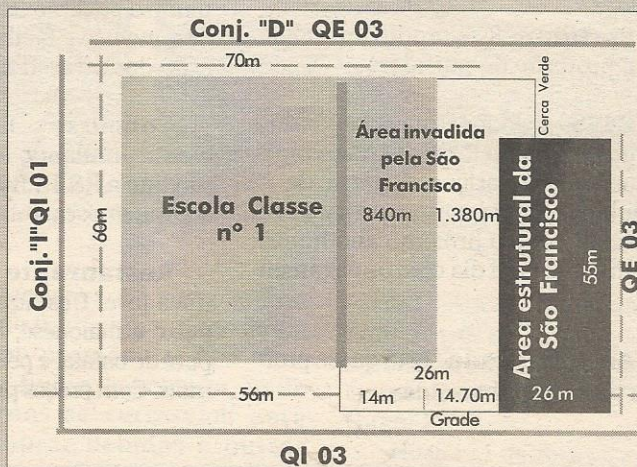 Conj. "D" QE 03
70m
Cerca Verde
Área invadida
pela São
Francisco
840m 1.380m
Escola Classe
nº 1
Conj."I"QI 01
60m
Area estrutural da
São Francisco
55m
QE 03
26m
56m
14m
14.70m
26 m
Grade
QI 03